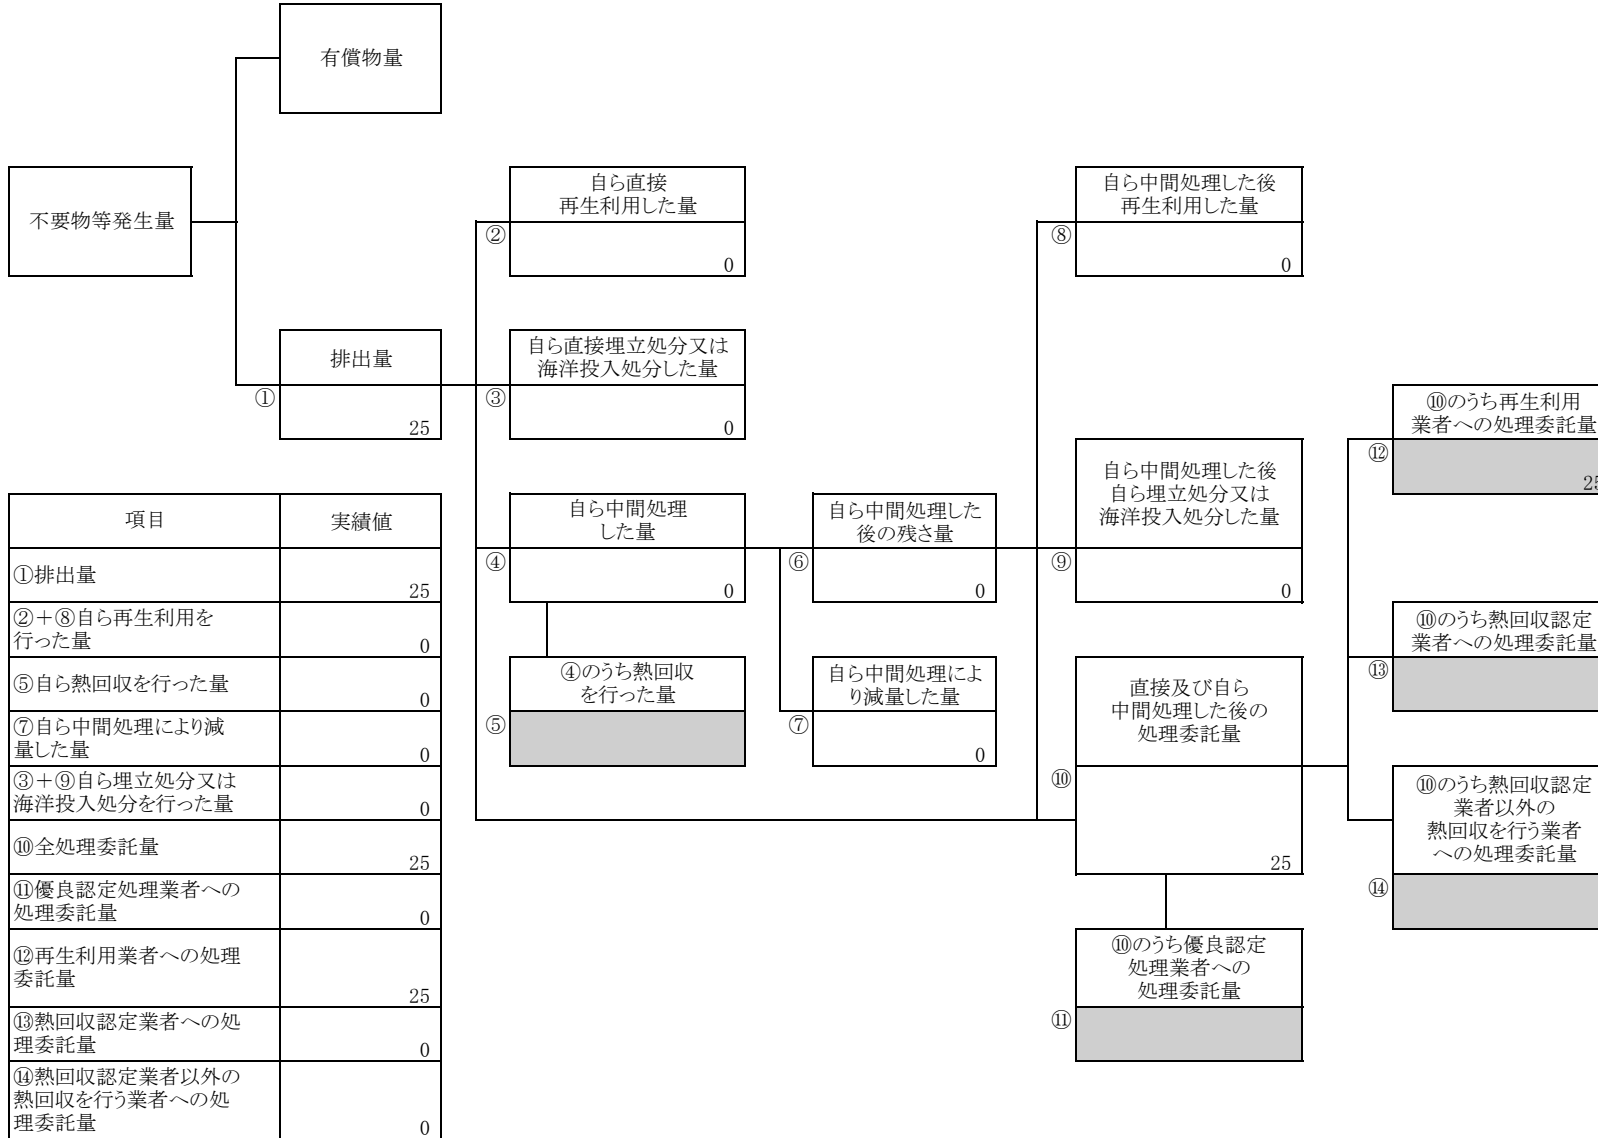 有償物量
不要物等発生量
排出量
①
25
自ら直接
再生利用した量
②
0
自ら直接埋立処分又は
海洋投入処分した量
③
0
自ら中間処理
した量
④
0
④のうち熱回収
を行った量
⑤
自ら中間処理した
後の残さ量
⑥
0
自ら中間処理によ
り減量した量
⑦
0
自ら中間処理した後
再生利用した量
⑧
0
自ら中間処理した後
自ら埋立処分又は
海洋投入処分した量
⑨
0
直接及び自ら
中間処理した後の
処理委託量
⑩
25
⑩のうち優良認定
処理業者への
処理委託量
⑪
⑩のうち再生利用
業者への処理委託量
⑫
25
⑩のうち熱回収認定
業者への処理委託量
⑬
⑩のうち熱回収認定
業者以外の
熱回収を行う業者
への処理委託量
⑭
項目 実績値
①排出量
25
②+⑧自ら再生利用を
行った量
0
⑤自ら熱回収を行った量
0
⑦自ら中間処理により減
量した量
0
③+⑨自ら埋立処分又は
海洋投入処分を行った量
0
⑩全処理委託量
25
⑪優良認定処理業者への
処理委託量
0
⑫再生利用業者への処理
委託量
25
⑬熱回収認定業者への処
理委託量
0
⑭熱回収認定業者以外の
熱回収を行う業者への処
理委託量
0